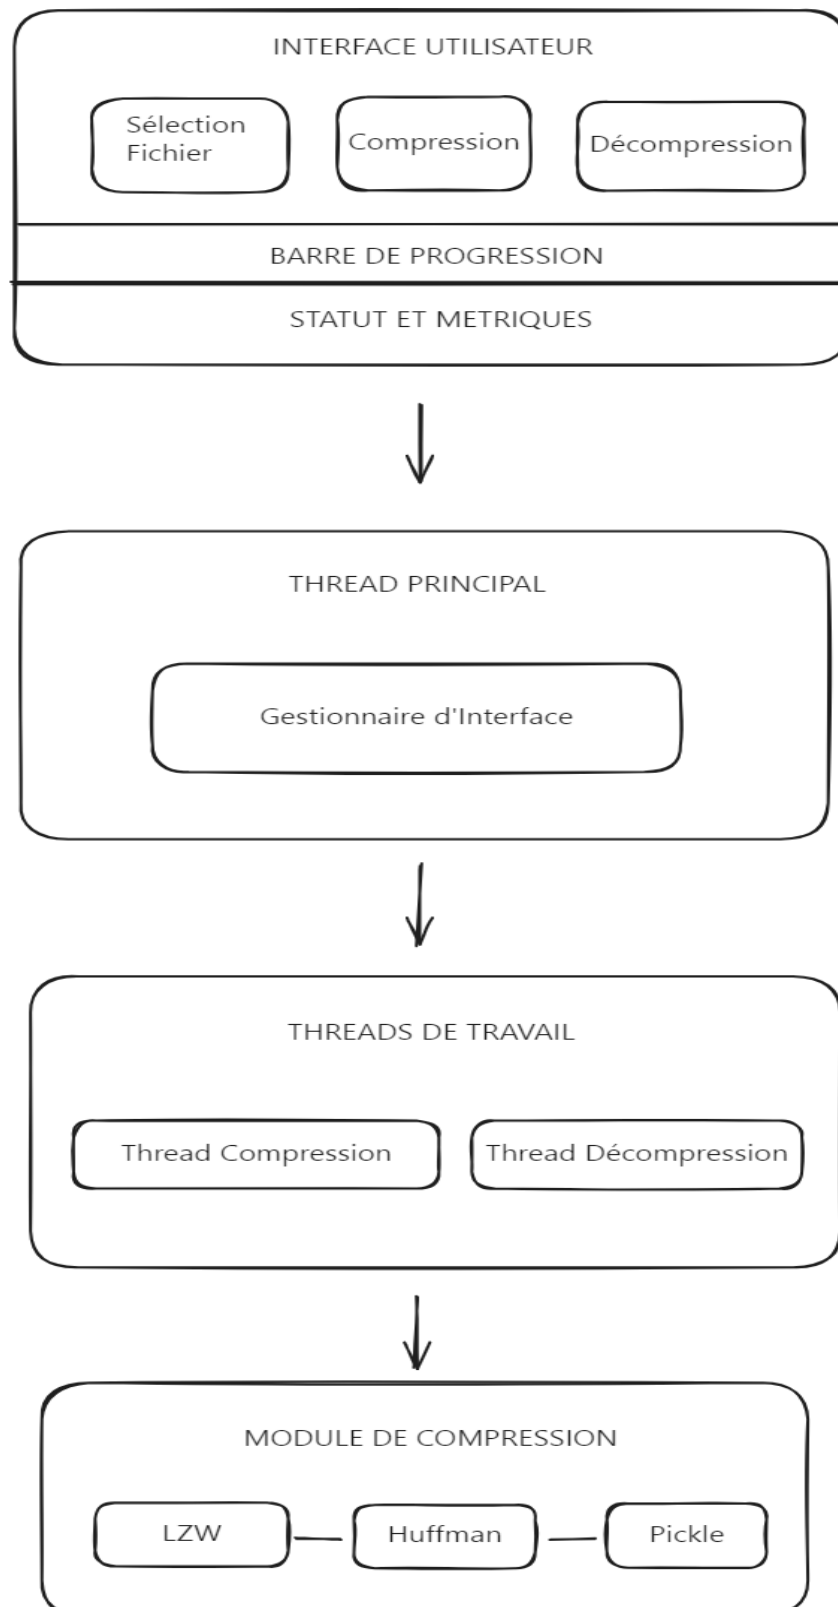 INTERFACE UTILISATEUR
Sélection
Fichier
Compression
Décompression
BARRE DE PROGRESSION
STATUT ET METRIQUES
THREAD PRINCIPAL
Gestionnaire d'Interface
THREADS DE TRAVAIL
Thread Compression
Thread Décompression
MODULE DE COMPRESSION
LZW
Huffman
Pickle